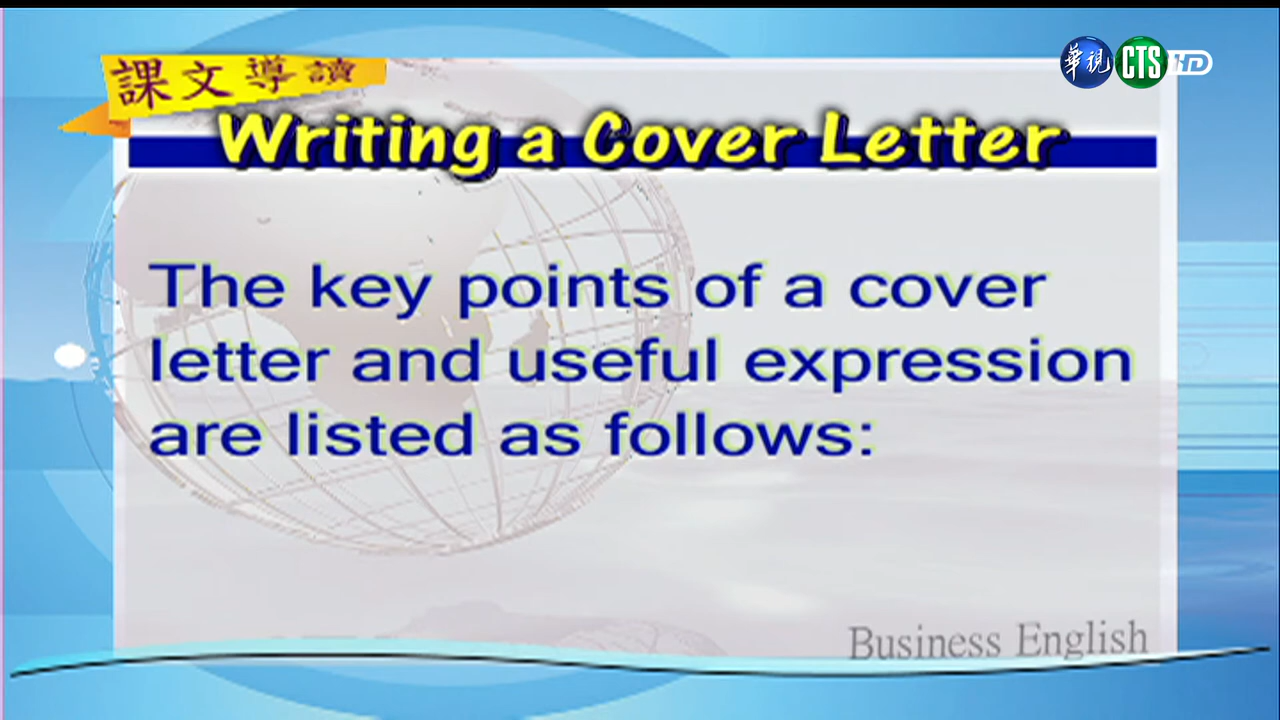 華視 CTS HD
課文導讀
Writing a Cover Letter
The key points of a cover
letter and useful expression
are listed as follows:
Business English